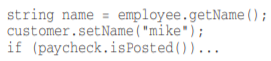 string name = employee.getName();
customer.setName("mike");
if (paycheck.isPosted())...